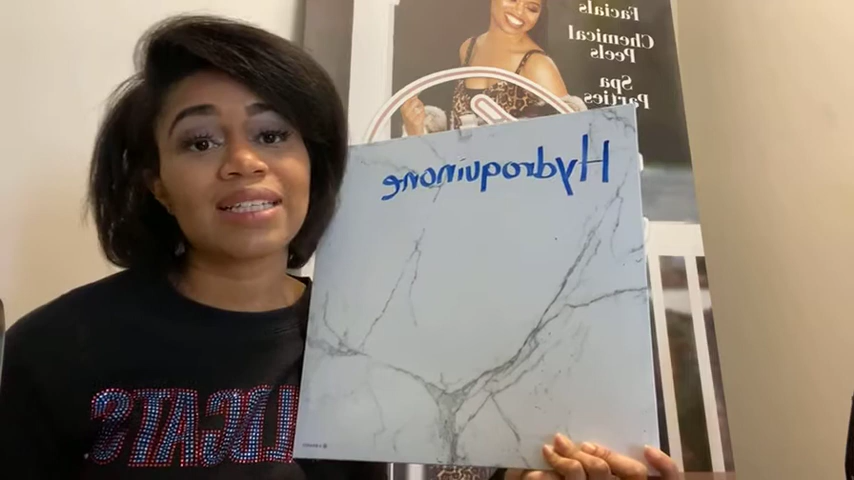 Facials
Chemical
Peels
Spa
Parties
Hydroquinone